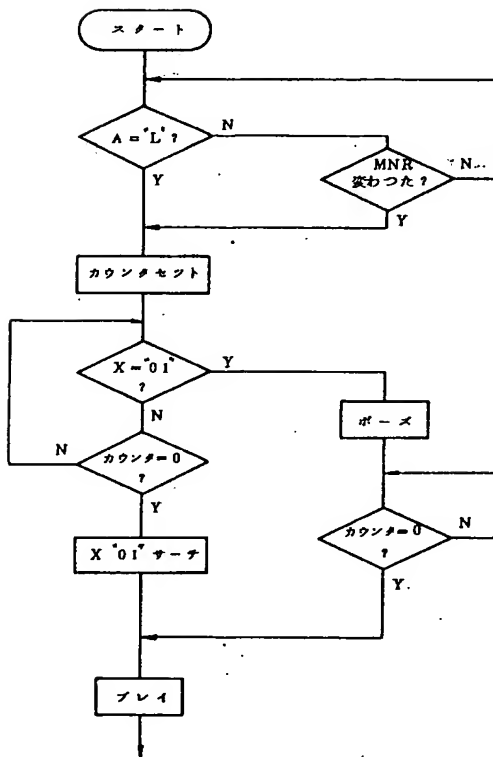 スタート
A="L"?
N
Y
MNR
変わつた?
N
Y
カウンタセット
X="01"
?
Y
N
ポーズ
カウンタ=0
?
N
Y
カウンタ=0
?
N
Y
X "01" サーチ
プレイ